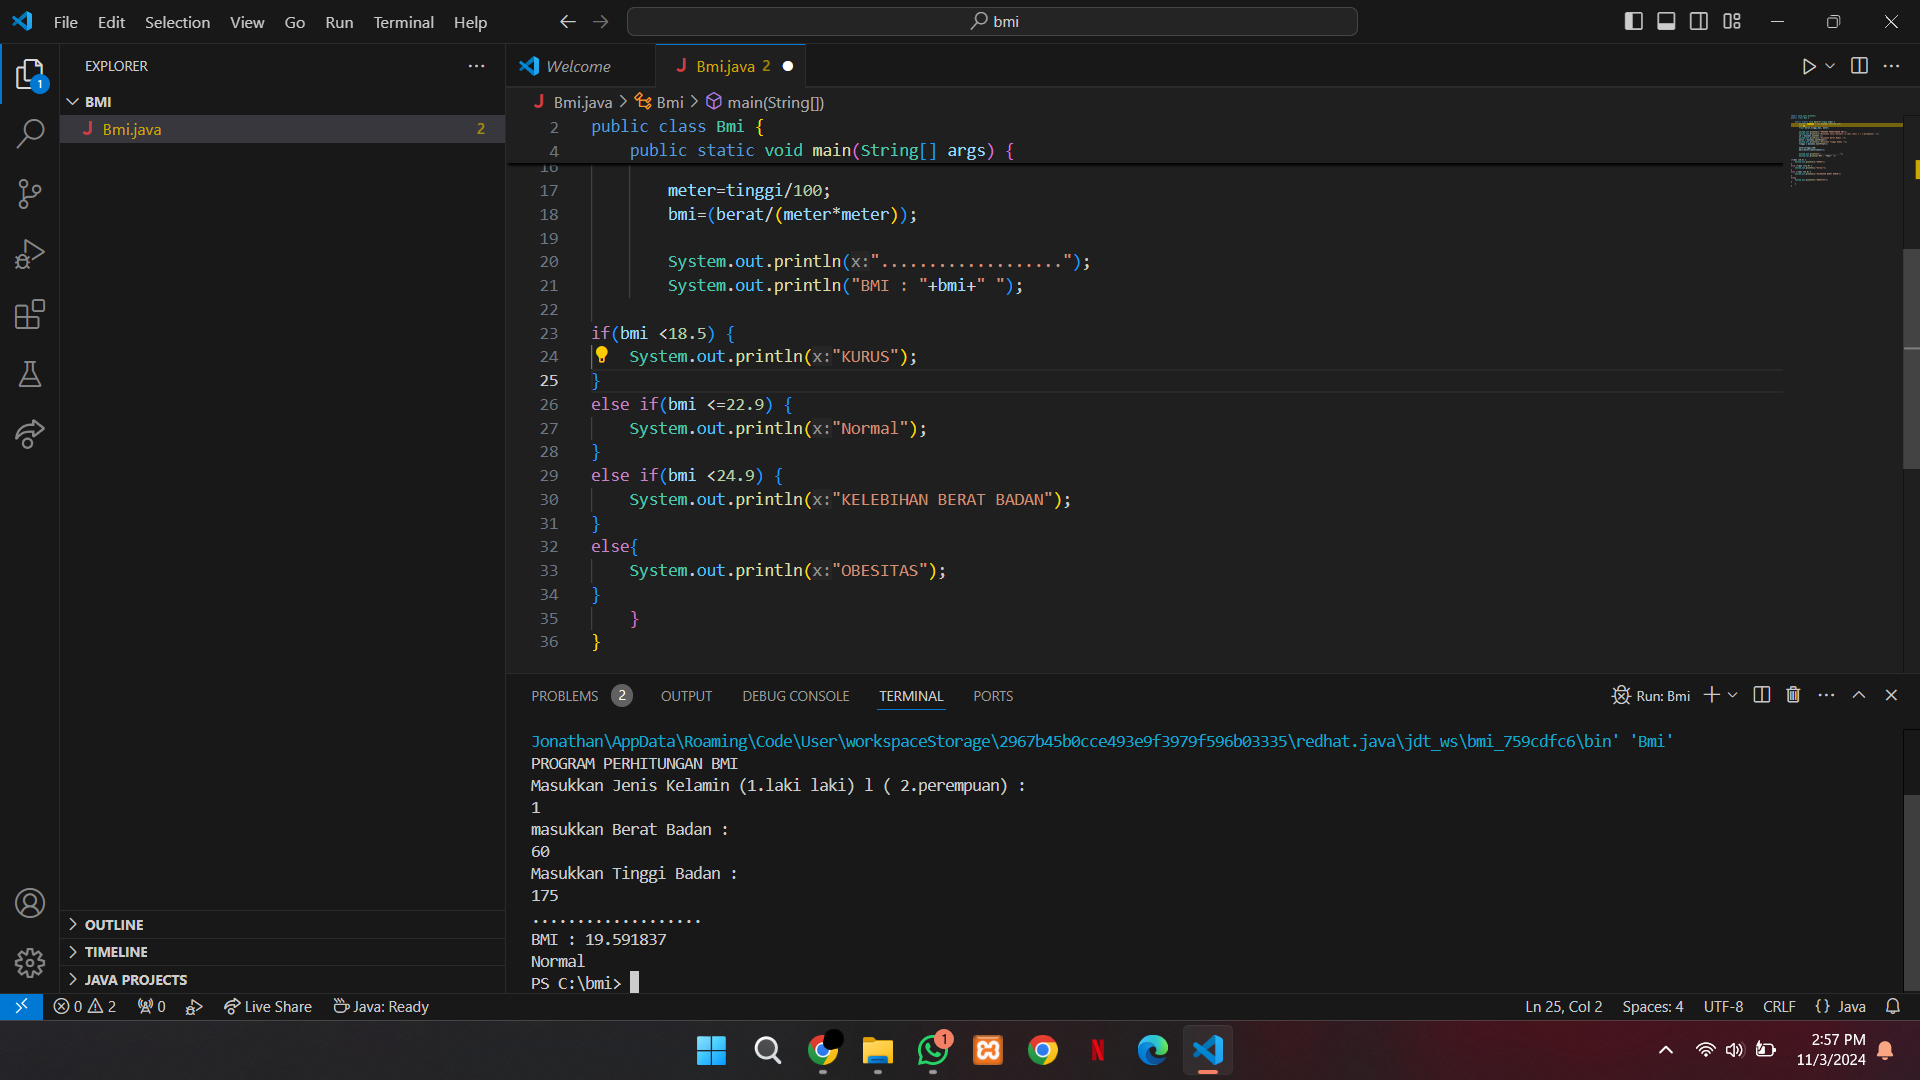 File Edit Selection View Go Run Terminal Help
bmi
EXPLORER
BMI
J Bmi.java 2
1
Welcome
J Bmi.java 2
J Bmi.java > Bmi > main(String[])
2 public class Bmi {
4 public static void main(String[] args) {
16
17 meter=tinggi/100;
18 bmi=(berat/(meter*meter));
19
20 System.out.println(x:"...................");
21 System.out.println("BMI : "+bmi+" ");
22
23 if(bmi <18.5) {
24 System.out.println(x:"KURUS");
25 }
26 else if(bmi <=22.9) {
27 System.out.println(x:"Normal");
28 }
29 else if(bmi <24.9) {
30 System.out.println(x:"KELEBIHAN BERAT BADAN");
31 }
32 else{
33 System.out.println(x:"OBESITAS");
34 }
35 }
36 }
PROBLEMS 2 OUTPUT DEBUG CONSOLE TERMINAL PORTS
Run: Bmi
Jonathan\AppData\Roaming\Code\User\workspaceStorage\2967b45b0cce493e9f3979f596b03335\redhat.java\jdt_ws\bmi_759cdfc6\bin' 'Bmi'
PROGRAM PERHITUNGAN BMI
Masukkan Jenis Kelamin (1.laki laki) l ( 2.perempuan) :
1
masukkan Berat Badan :
60
Masukkan Tinggi Badan :
175
...................
BMI : 19.591837
Normal
PS C:\bmi>
OUTLINE
TIMELINE
JAVA PROJECTS
0 2 0 Live Share Java: Ready
Ln 25, Col 2 Spaces: 4 UTF-8 CRLF {} Java
1
N
2:57 PM
11/3/2024